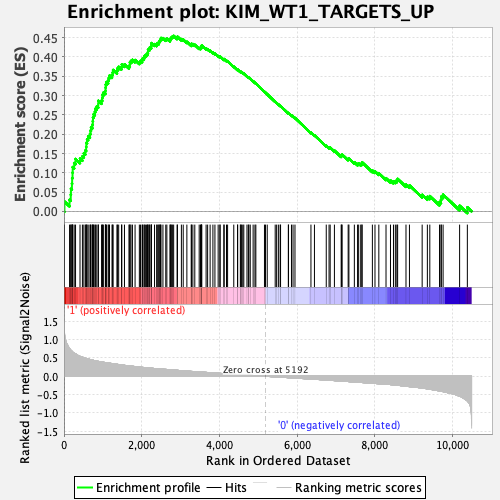 Enrichment plot: KIM_WT1_TARGETS_UP
Enrichment score (ES)
0.45
0.40
0.35
0.30
0.25
0.20
0.15
0.10
0.05
0.00
'1' (positively correlated)
Ranked list metric (Signal2Noise)
1.5
1.0
0.5
0.0
-0.5
-1.0
-1.5
Zero cross at 5192
'0' (negatively correlated)
0
2,000
4,000
6,000
8,000
10,000
Rank in Ordered Dataset
Enrichment profile
Hits
Ranking metric scores